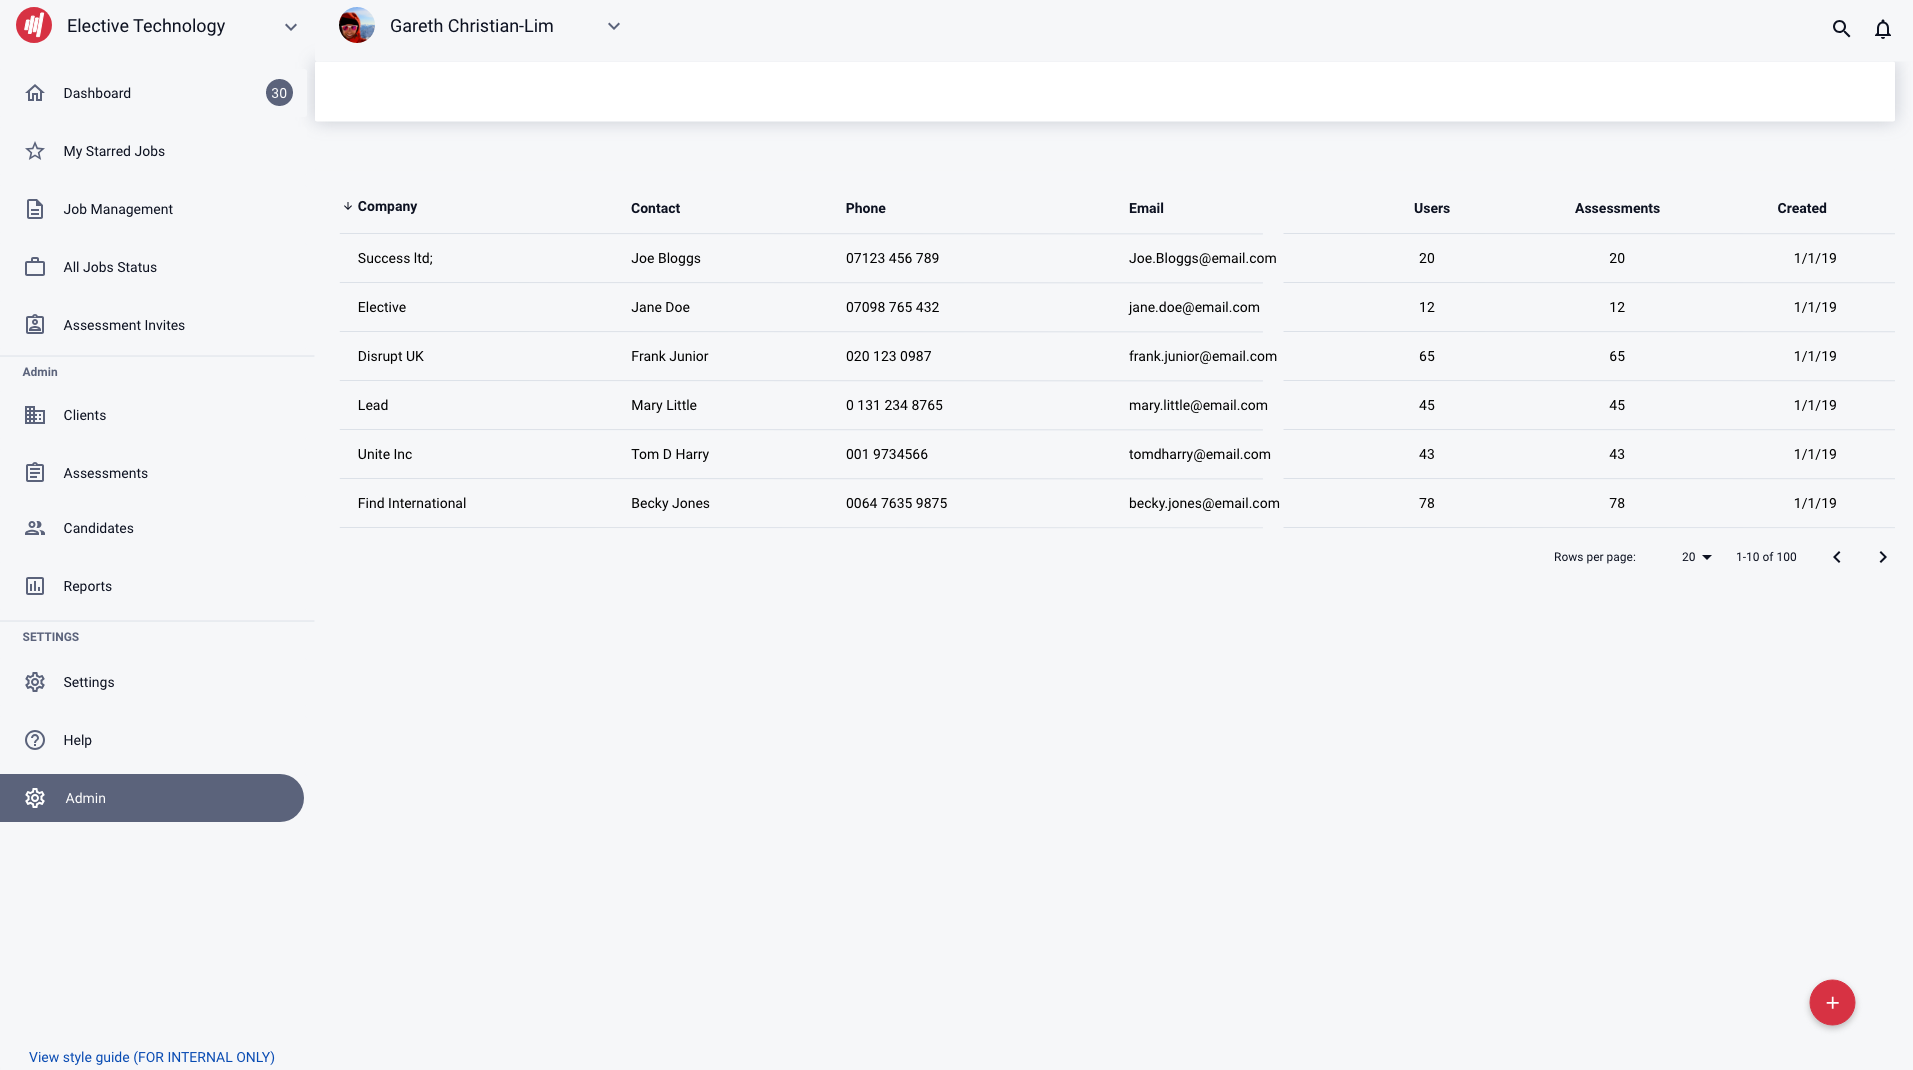 Elective Technology
Gareth Christian-Lim
Dashboard
30
My Starred Jobs
Job Management
All Jobs Status
Assessment Invites
Admin
Clients
Assessments
Candidates
Reports
SETTINGS
Settings
Help
Admin
View style guide (FOR INTERNAL ONLY)
Company Contact Phone Email Users Assessments Created
Success ltd; Joe Bloggs 07123 456 789 Joe.Bloggs@email.com 20 20 1/1/19
Elective Jane Doe 07098 765 432 jane.doe@email.com 12 12 1/1/19
Disrupt UK Frank Junior 020 123 0987 frank.junior@email.com 65 65 1/1/19
Lead Mary Little 0 131 234 8765 mary.little@email.com 45 45 1/1/19
Unite Inc Tom D Harry 001 9734566 tomdharry@email.com 43 43 1/1/19
Find International Becky Jones 0064 7635 9875 becky.jones@email.com 78 78 1/1/19
Rows per page: 20 1-10 of 100